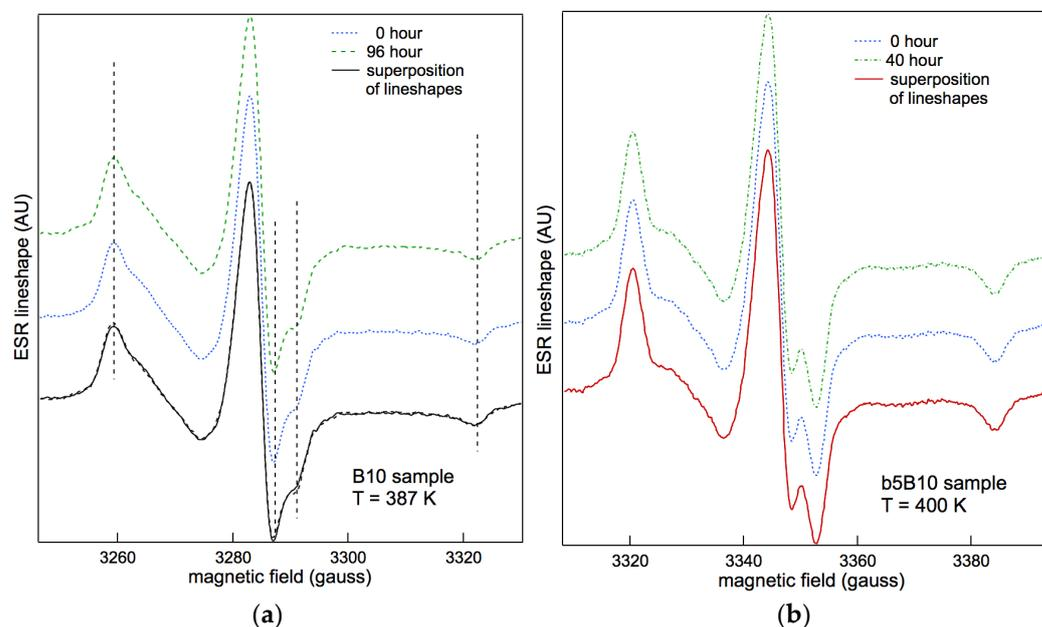 0 hour
96 hour
superposition
of lineshapes
ESR lineshape (AU)
B10 sample
T = 387 K
3260
3280
3300
3320
magnetic field (gauss)
(a)
0 hour
40 hour
superposition
of lineshapes
ESR lineshape (AU)
b5B10 sample
T = 400 K
3320
3340
3360
3380
magnetic field (gauss)
(b)